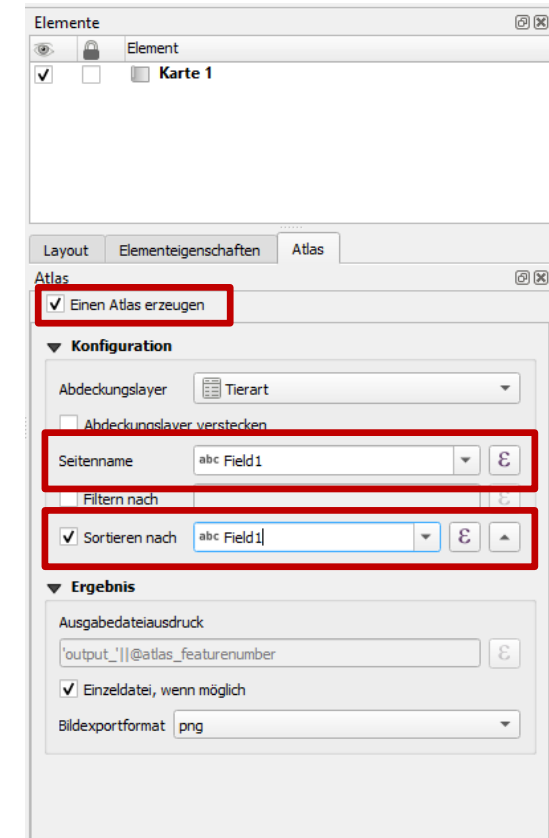 Elemente
Element
Karte 1
Layout Elementeigenschaften Atlas
Atlas
Einen Atlas erzeugen
Konfiguration
Abdeckungslayer Tierart
Abdeckungslayer verstecken
Seitenname abc Field1 ε
Filtern nach ε
Sortieren nach abc Field1 ε
Ergebnis
Ausgabedateiausdruck
'output_'||@atlas_featurenumber ε
Einzeldatei, wenn möglich
Bildexportformat png